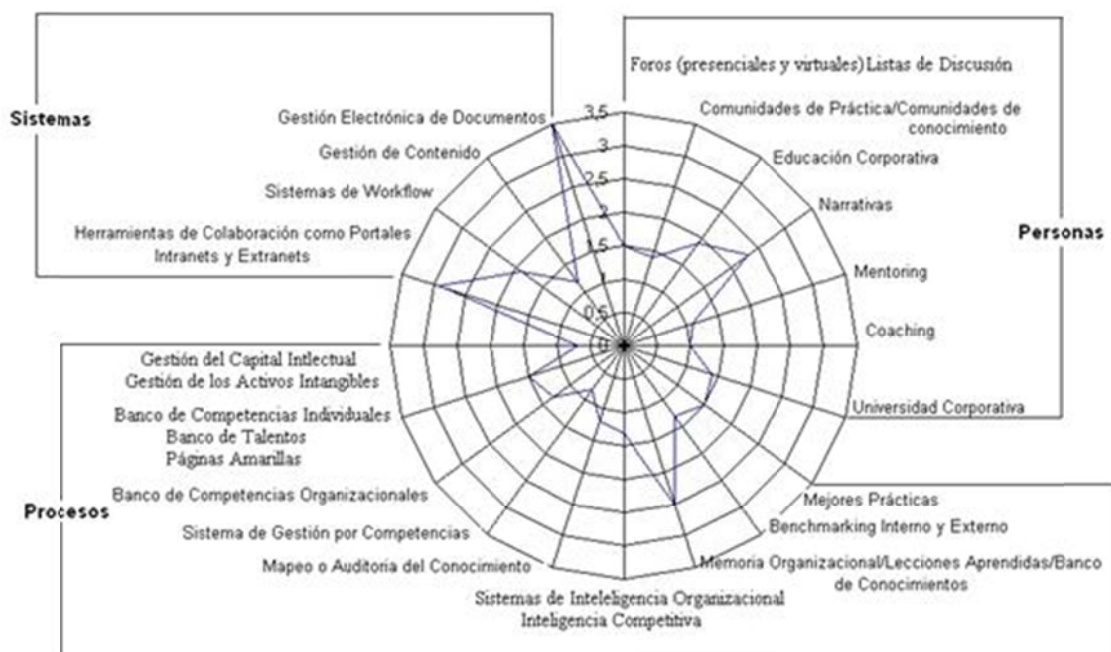 Foros (presenciales y virtuales) Listas de Discusión
Comunidades de Práctica/Comunidades de
conocimiento
Educación Corporativa
Narrativas
Personas
Mentoring
Coaching
Universidad Corporativa
Mejores Prácticas
Benchmarking Interno y Externo
Memoria Organizacional/Lecciones Aprendidas/Banco
de Conocimientos
Sistemas de Inteleligencia Organizacional
Inteligencia Competitiva
Mapeo o Auditoria del Conocimiento
Sistema de Gestión por Competencias
Banco de Competencias Organizacionales
Procesos
Banco de Competencias Individuales
Banco de Talentos
Páginas Amarillas
Gestión del Capital Intlectual
Gestión de los Activos Intangibles
Herramientas de Colaboración como Portales
Intranets y Extranets
Sistemas de Workflow
Gestión de Contenido
Gestión Electrónica de Documentos
Sistemas
3,5
3
2,5
2
1,5
1
0,5
0